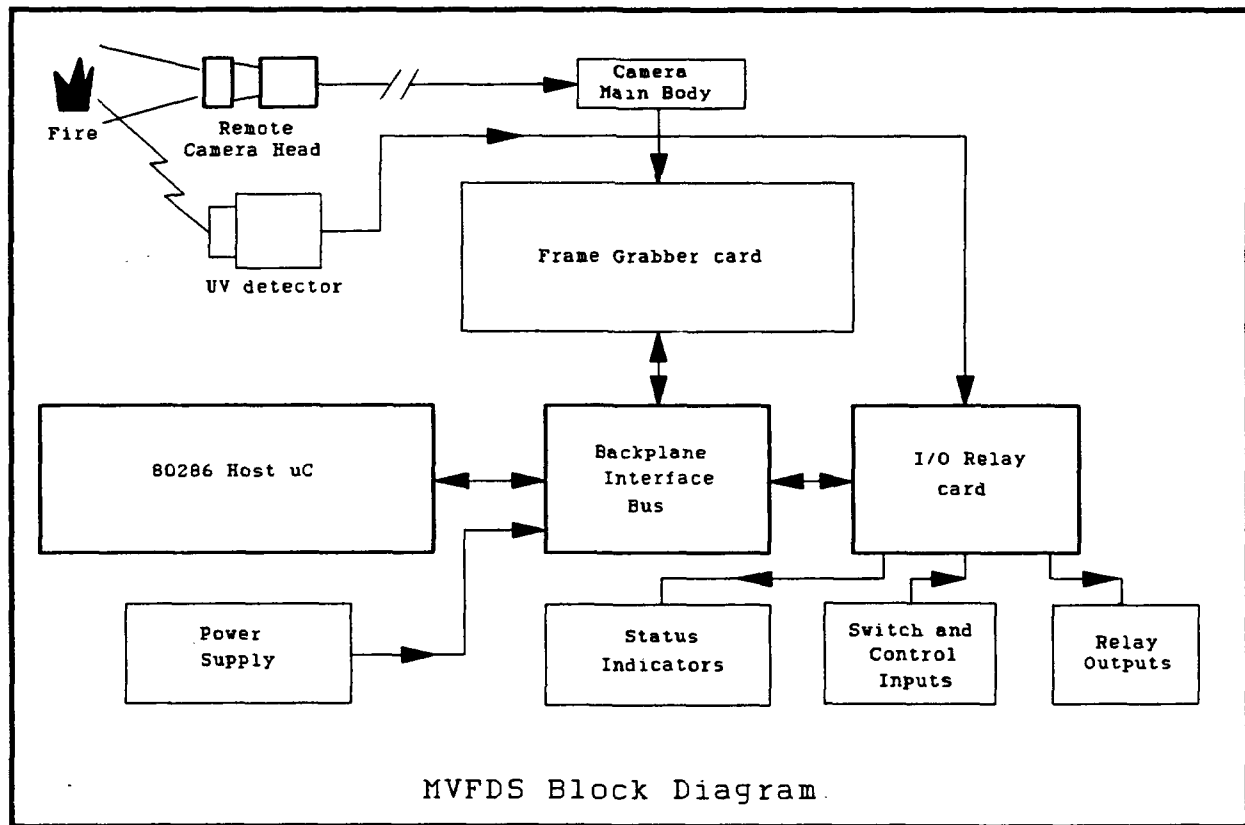 Camera
Main Body
Fire
Remote
Camera Head
UV detector
Frame Grabber card
80286 Host uC
Backplane
Interface
Bus
I/O Relay
card
Power
Supply
Status
Indicators
Switch and
Control
Inputs
Relay
Outputs
MVFDS Block Diagram